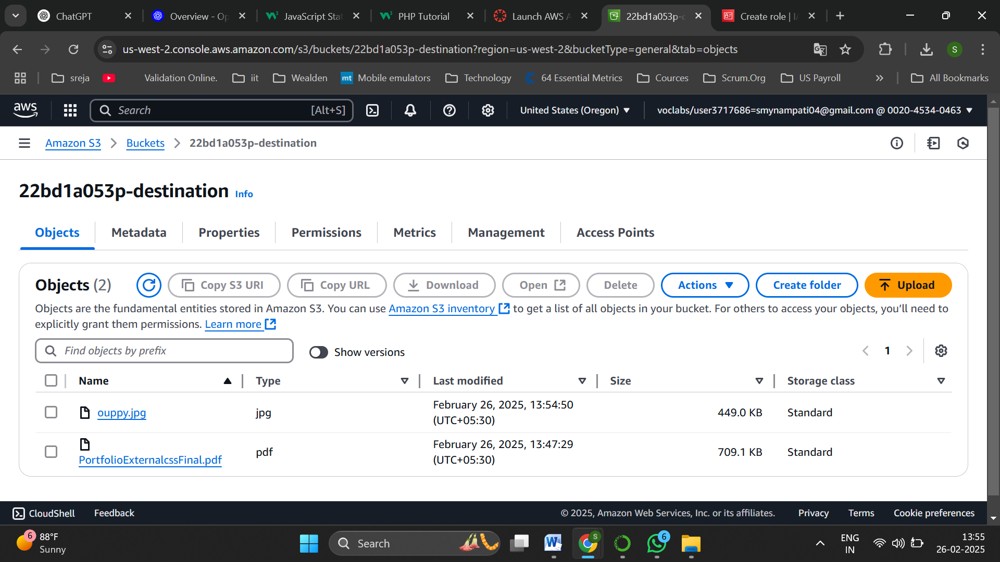 ChatGPT
Overview - Op
JavaScript Stat
PHP Tutorial
Launch AWS A
22bd1a053p-d
Create role | IA
us-west-2.console.aws.amazon.com/s3/buckets/22bd1a053p-destination?region=us-west-2&bucketType=general&tab=objects
S
sreja
Validation Online.
iit
Wealden
mt
Mobile emulators
Technology
64 Essential Metrics
Cources
Scrum.Org
US Payroll
All Bookmarks
aws
Search
[Alt+S]
United States (Oregon)
voclabs/user3717686=smynampati04@gmail.com @ 0020-4534-0463
Amazon S3
Buckets
22bd1a053p-destination
22bd1a053p-destination Info
Objects
Metadata
Properties
Permissions
Metrics
Management
Access Points
Objects (2)
Copy S3 URI
Copy URL
Download
Open
Delete
Actions
Create folder
Upload
Objects are the fundamental entities stored in Amazon S3. You can use Amazon S3 inventory to get a list of all objects in your bucket. For others to access your objects, you'll need to
explicitly grant them permissions. Learn more
Find objects by prefix
Show versions
1
Name
Type
Last modified
Size
Storage class
ouppy.jpg
jpg
February 26, 2025, 13:54:50
(UTC+05:30)
449.0 KB
Standard
PortfolioExternalcssFinal.pdf
pdf
February 26, 2025, 13:47:29
(UTC+05:30)
709.1 KB
Standard
CloudShell
Feedback
© 2025, Amazon Web Services, Inc. or its affiliates.
Privacy
Terms
Cookie preferences
6
88°F
Sunny
Search
W
S
6
ENG
IN
13:55
26-02-2025